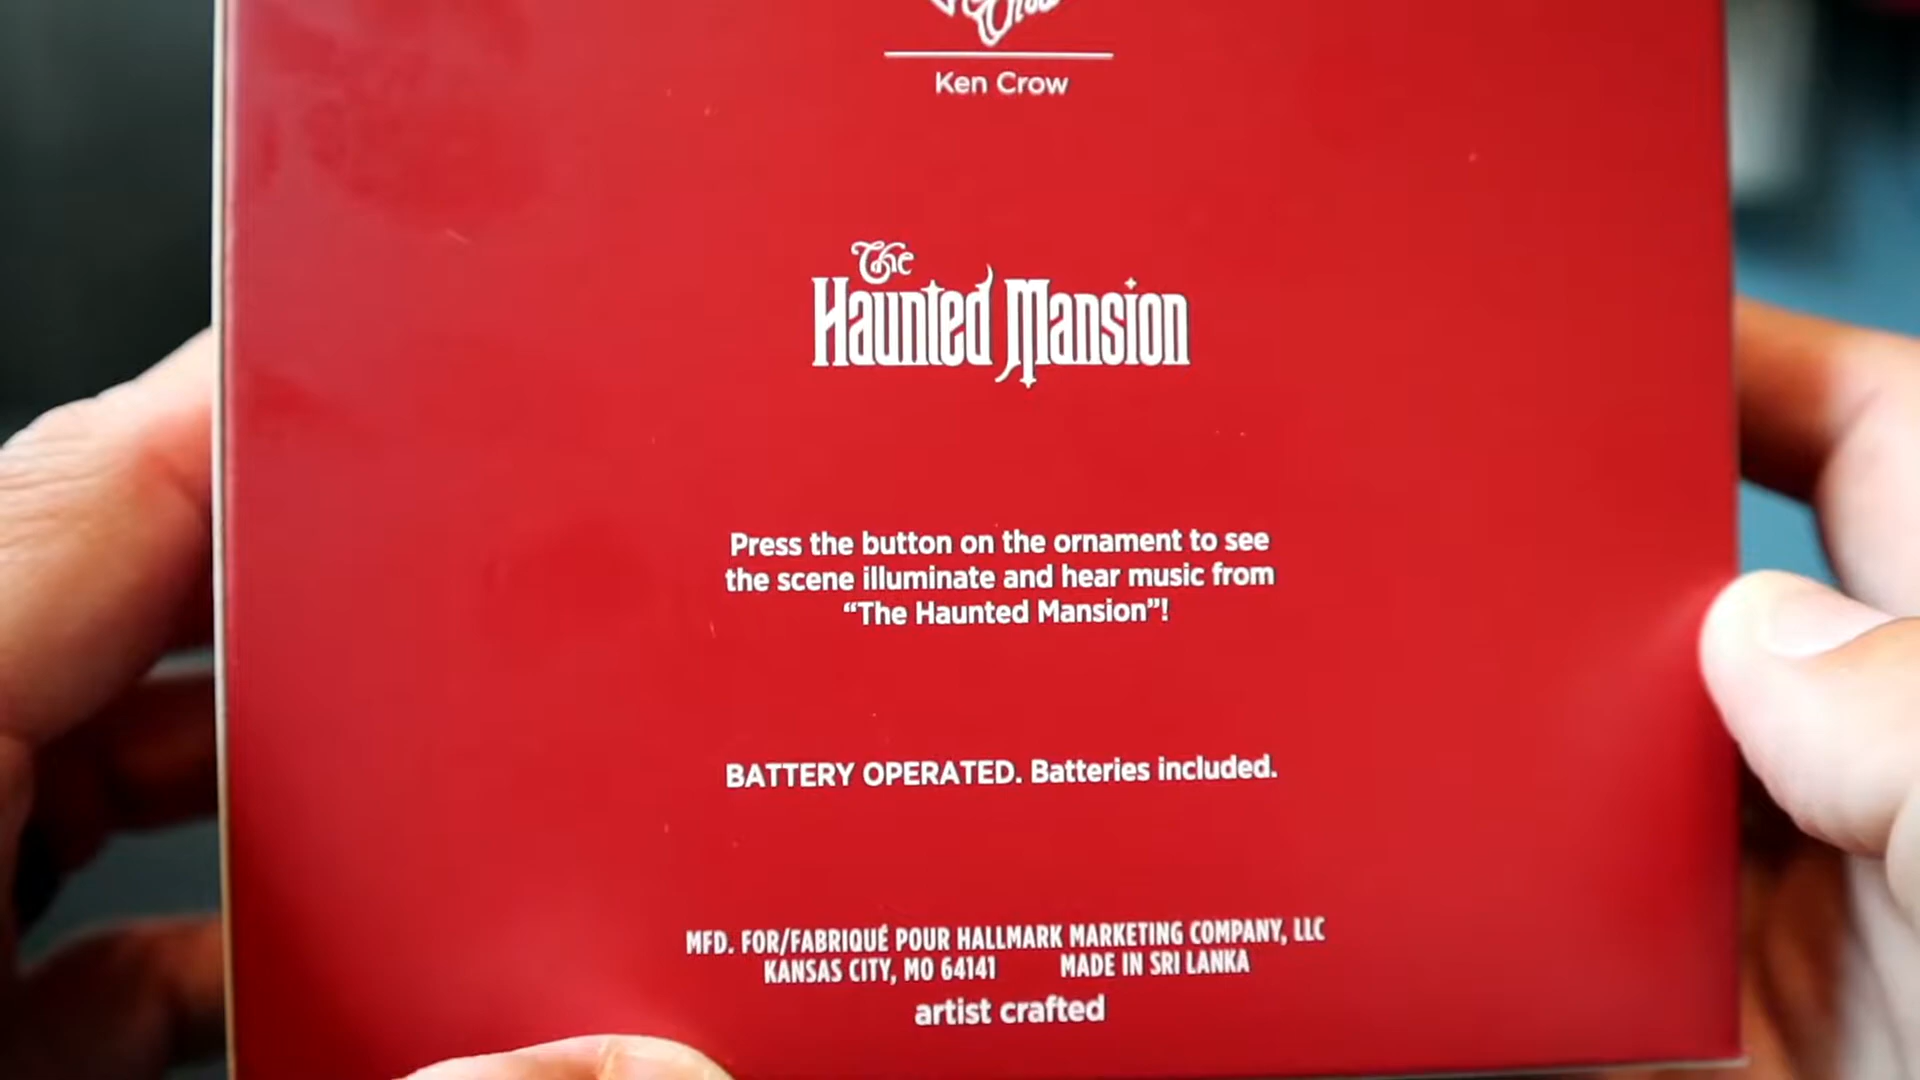 Ken Crow
The
Haunted Mansion
Press the button on the ornament to see
the scene illuminate and hear music from
“The Haunted Mansion”!
BATTERY OPERATED. Batteries included.
MFD. FOR/FABRIQUÉ POUR HALLMARK MARKETING COMPANY, LLC
KANSAS CITY, MO 64141 MADE IN SRI LANKA
artist crafted